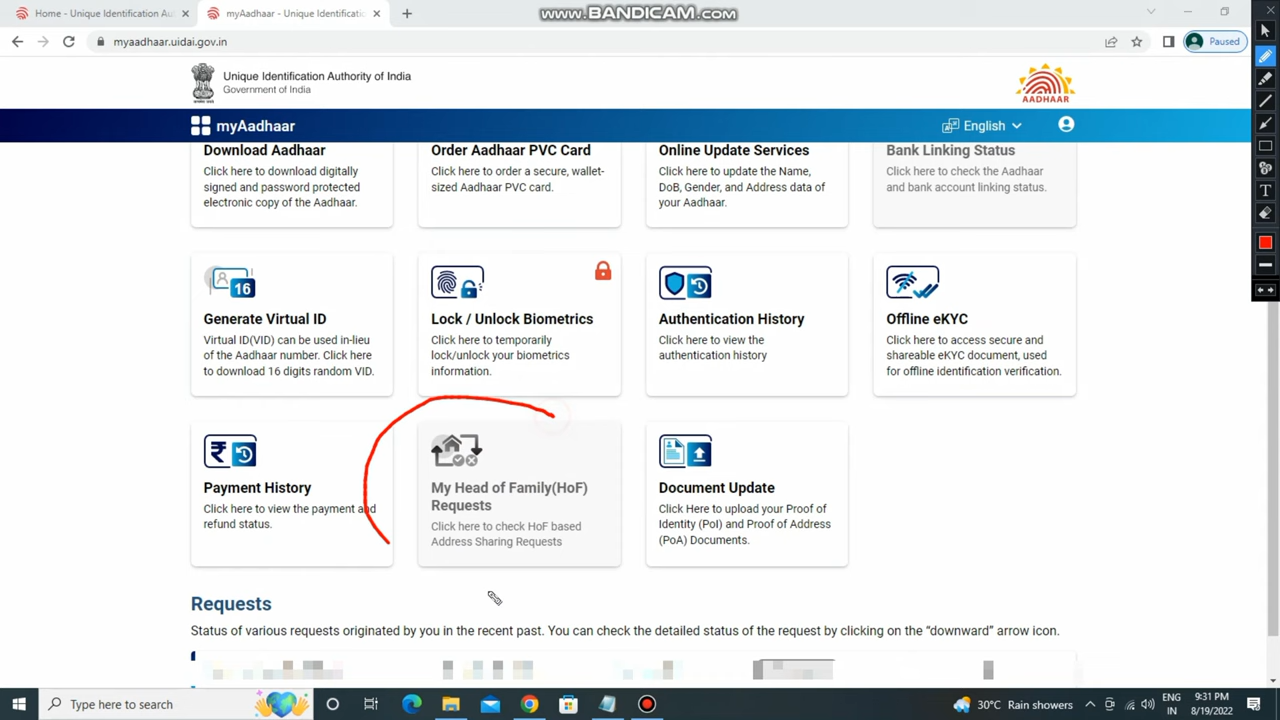 Home - Unique Identification Au
myAadhaar - Unique Identificatio
www.BANDICAM.com
myaadhaar.uidai.gov.in
Paused
Unique Identification Authority of India
Government of India
AADHAAR
myAadhaar
English
Download Aadhaar
Click here to download digitally
signed and password protected
electronic copy of the Aadhaar.
Order Aadhaar PVC Card
Click here to order a secure, wallet-
sized Aadhaar PVC card.
Online Update Services
Click here to update the Name,
DoB, Gender, and Address data of
your Aadhaar.
Bank Linking Status
Click here to check the Aadhaar
and bank account linking status.
16
Generate Virtual ID
Virtual ID(VID) can be used in-lieu
of the Aadhaar number. Click here
to download 16 digits random VID.
Lock / Unlock Biometrics
Click here to temporarily
lock/unlock your biometrics
information.
Authentication History
Click here to view the
authentication history
Offline eKYC
Click here to access secure and
shareable eKYC document, used
for offline identification verification.
₹
Payment History
Click here to view the payment and
refund status.
My Head of Family(HoF)
Requests
Click here to check HoF based
Address Sharing Requests
Document Update
Click Here to upload your Proof of
Identity (PoI) and Proof of Address
(PoA) Documents.
Requests
Status of various requests originated by you in the recent past. You can check the detailed status of the request by clicking on the “downward” arrow icon.
T
Type here to search
30°C Rain showers
ENG
IN
9:31 PM
8/19/2022